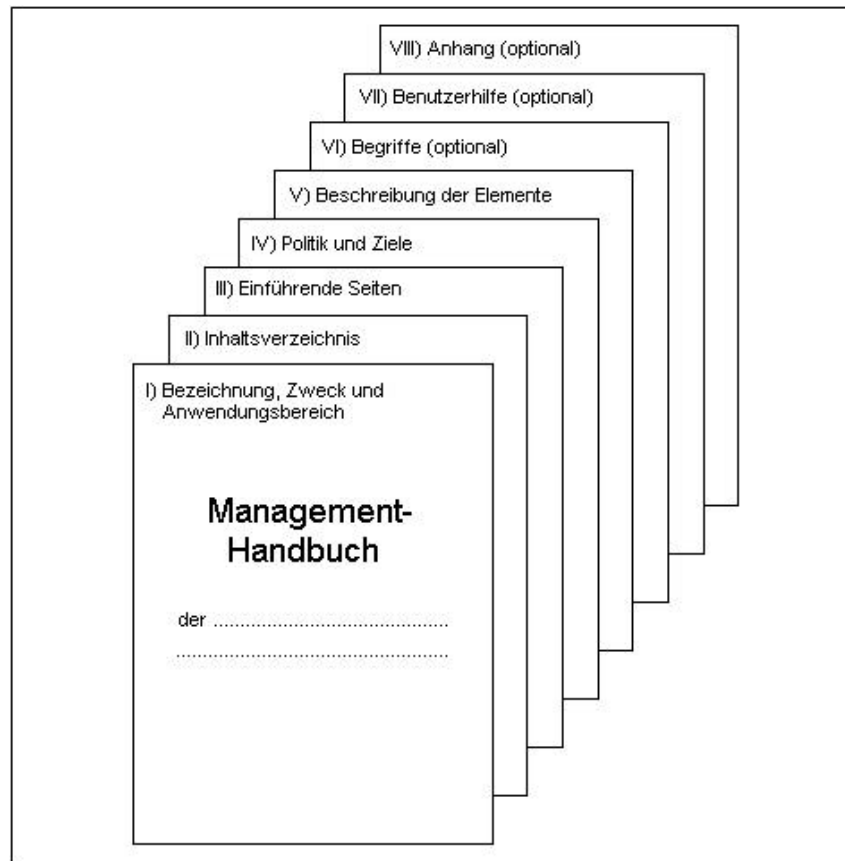 VIII) Anhang (optional)
VII) Benutzerhilfe (optional)
VI) Begriffe (optional)
V) Beschreibung der Elemente
IV) Politik und Ziele
III) Einführende Seiten
II) Inhaltsverzeichnis
I) Bezeichnung, Zweck und
Anwendungsbereich
Management-
Handbuch
der ............................................
...................................................